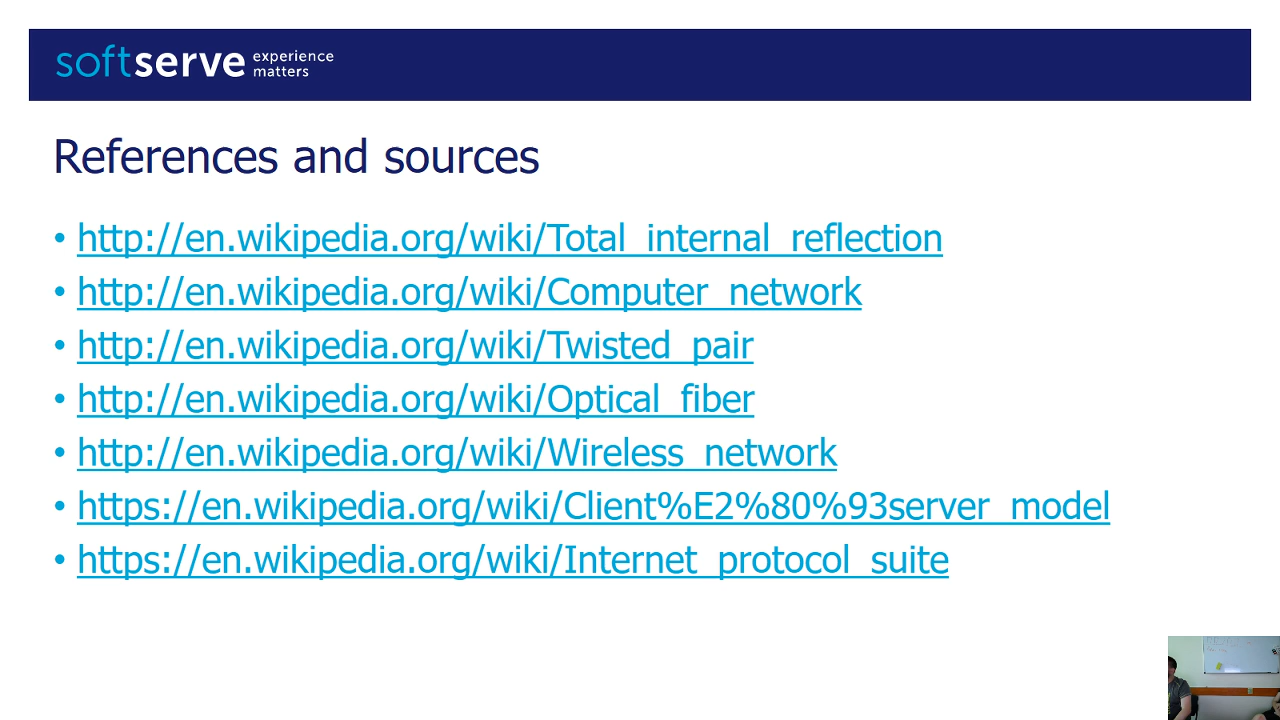 softserve experience matters
References and sources
• http://en.wikipedia.org/wiki/Total_internal_reflection
• http://en.wikipedia.org/wiki/Computer_network
• http://en.wikipedia.org/wiki/Twisted_pair
• http://en.wikipedia.org/wiki/Optical_fiber
• http://en.wikipedia.org/wiki/Wireless_network
• https://en.wikipedia.org/wiki/Client%E2%80%93server_model
• https://en.wikipedia.org/wiki/Internet_protocol_suite